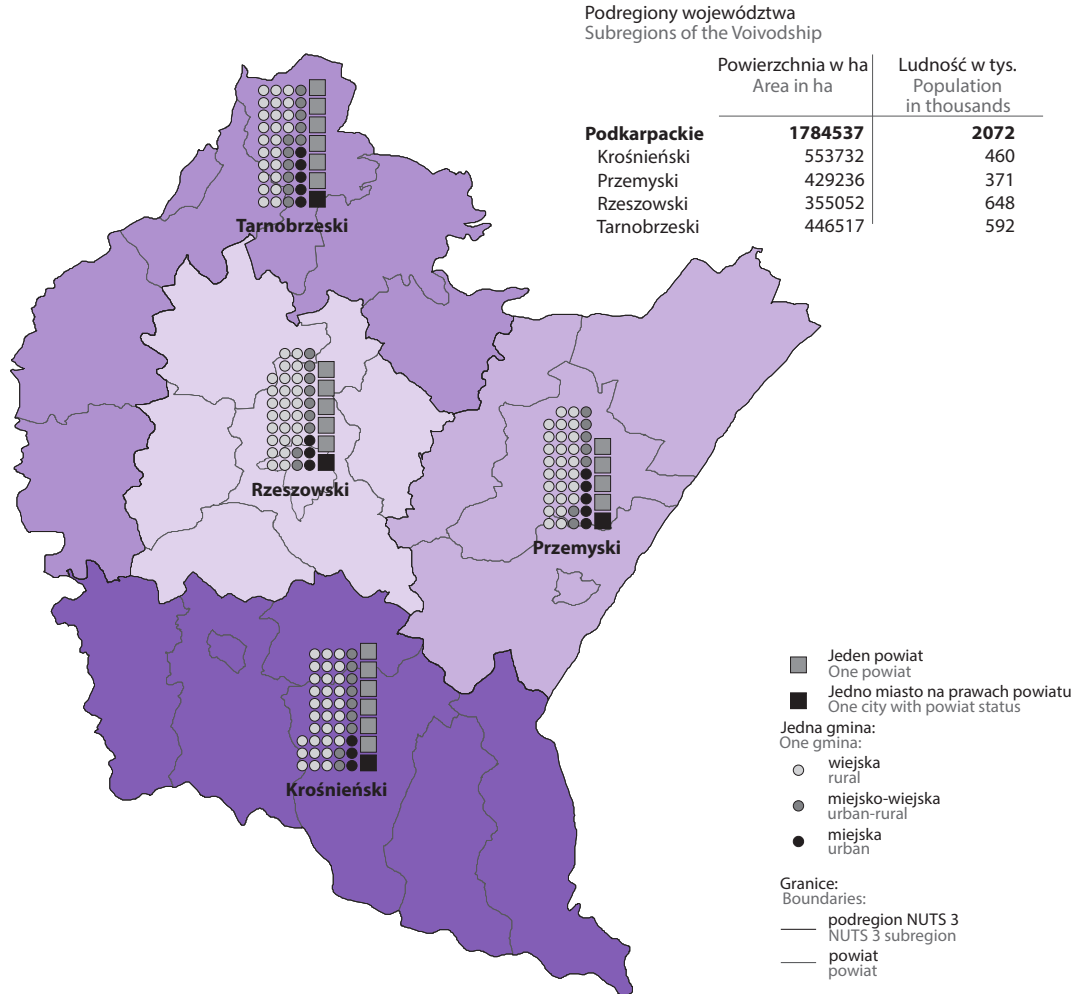 Podregiony województwa
Subregions of the Voivodship
Powierzchnia w ha Ludność w tys.
Area in ha Population
in thousands
Podkarpackie 1784537 2072
Krośnieński 553732 460
Przemyski 429236 371
Rzeszowski 355052 648
Tarnobrzeski 446517 592
Tarnobrzeski
Rzeszowski
Przemyski
Krośnieński
Jeden powiat
One powiat
Jedno miasto na prawach powiatu
One city with powiat status
Jedna gmina:
One gmina:
wiejska
rural
miejsko-wiejska
urban-rural
miejska
urban
Granice:
Boundaries:
podregion NUTS 3
NUTS 3 subregion
powiat
powiat